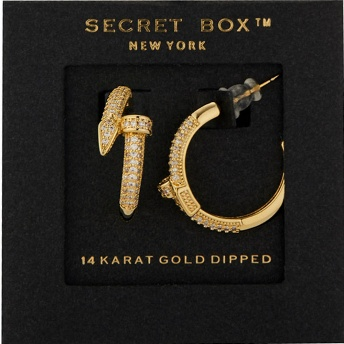 SECRET BOX™
NEW YORK
14 KARAT GOLD DIPPED